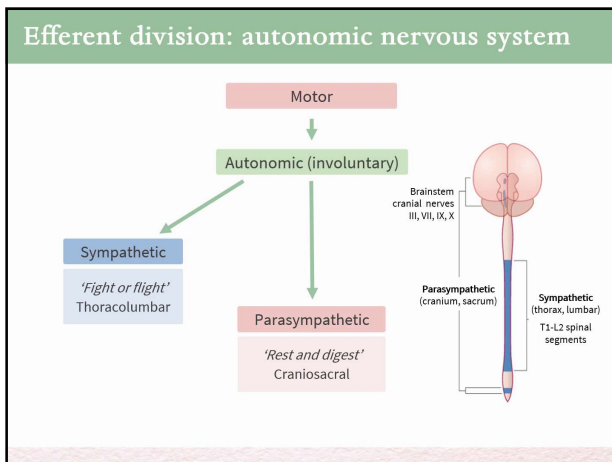 Efferent division: autonomic nervous system
Motor
Autonomic (involuntary)
Sympathetic
'Fight or flight'
Thoracolumbar
Parasympathetic
'Rest and digest'
Craniosacral
Brainstem
cranial nerves
III, VII, IX, X
Parasympathetic
(cranium, sacrum)
Sympathetic
(thorax, lumbar)
T1-L2 spinal
segments